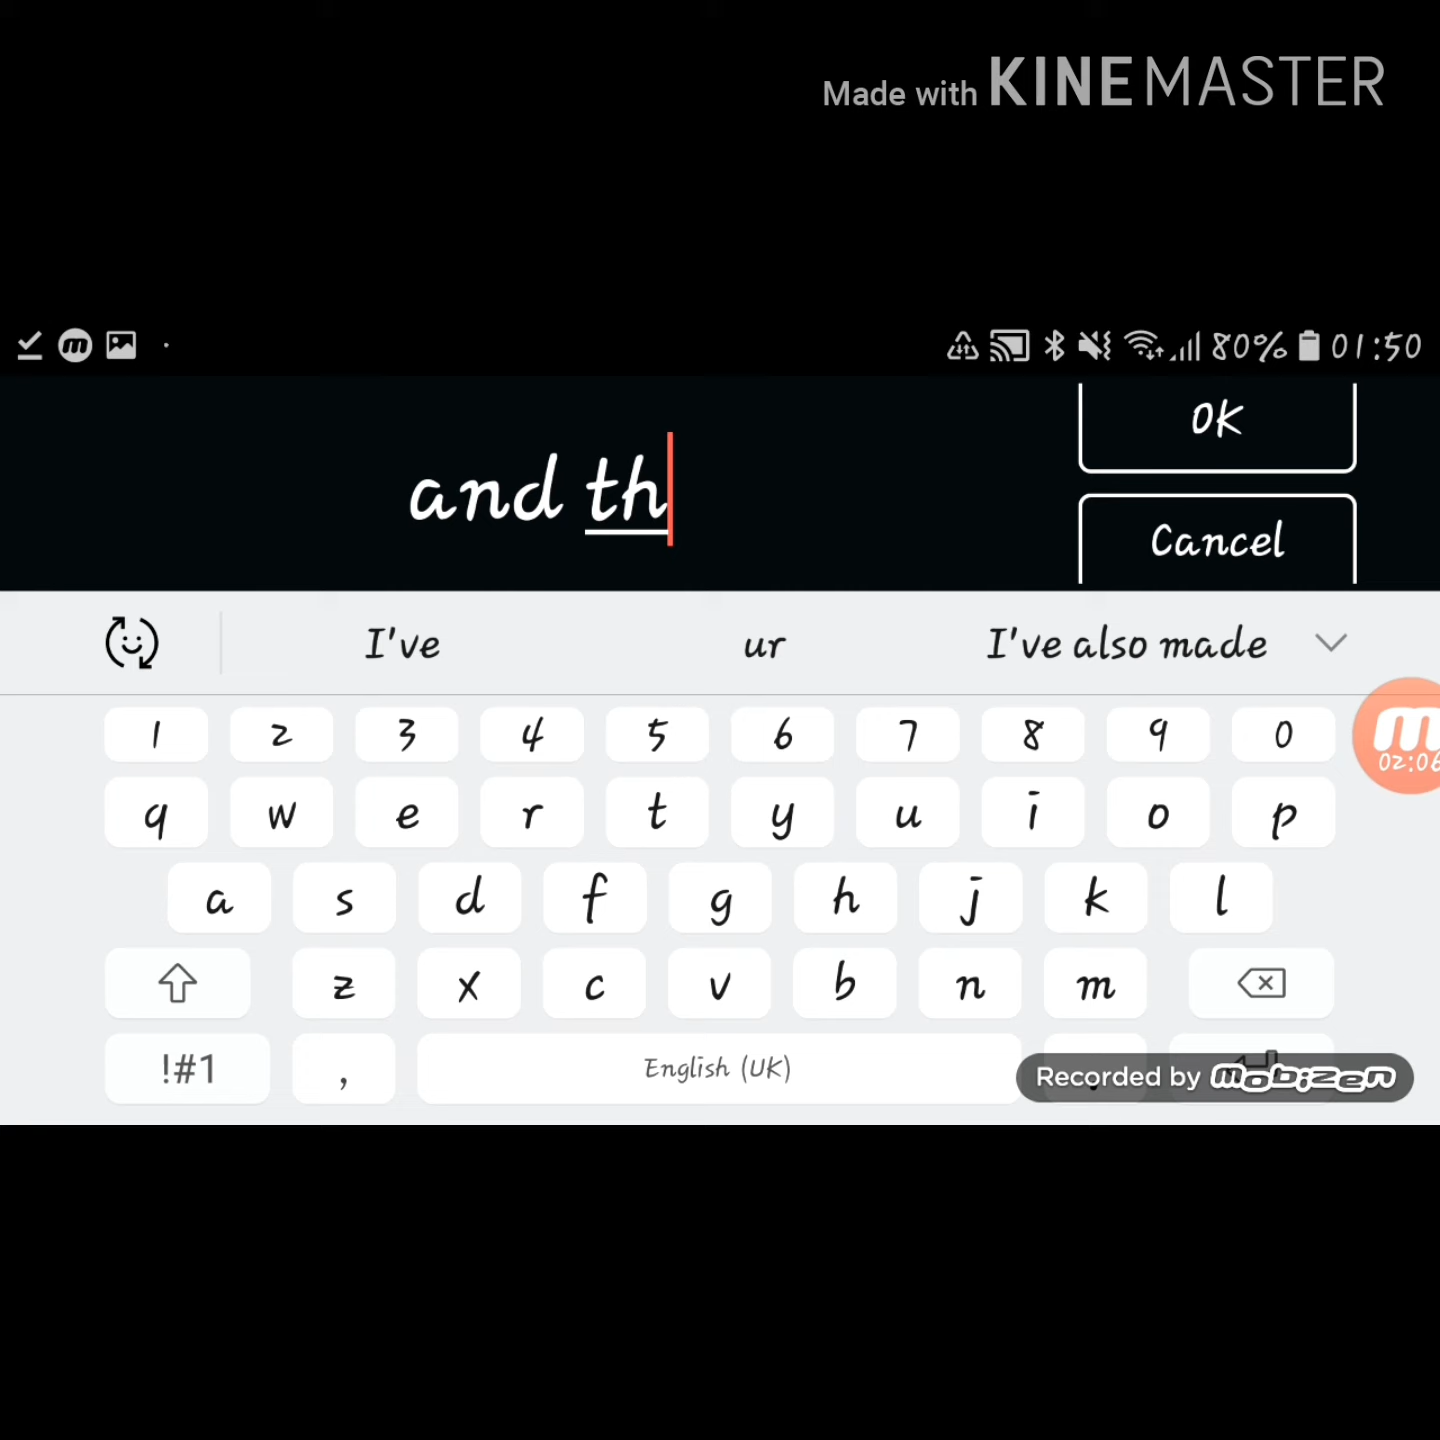 Made with KINEMASTER
80% 01:50
OK
and th
Cancel
I've ur I've also made
1 2 3 4 5 6 7 8 9 0
02:06
q w e r t y u i o p
a s d f g h j k l
z x c v b n m
!#1 , English (UK) .
Recorded by mobizen